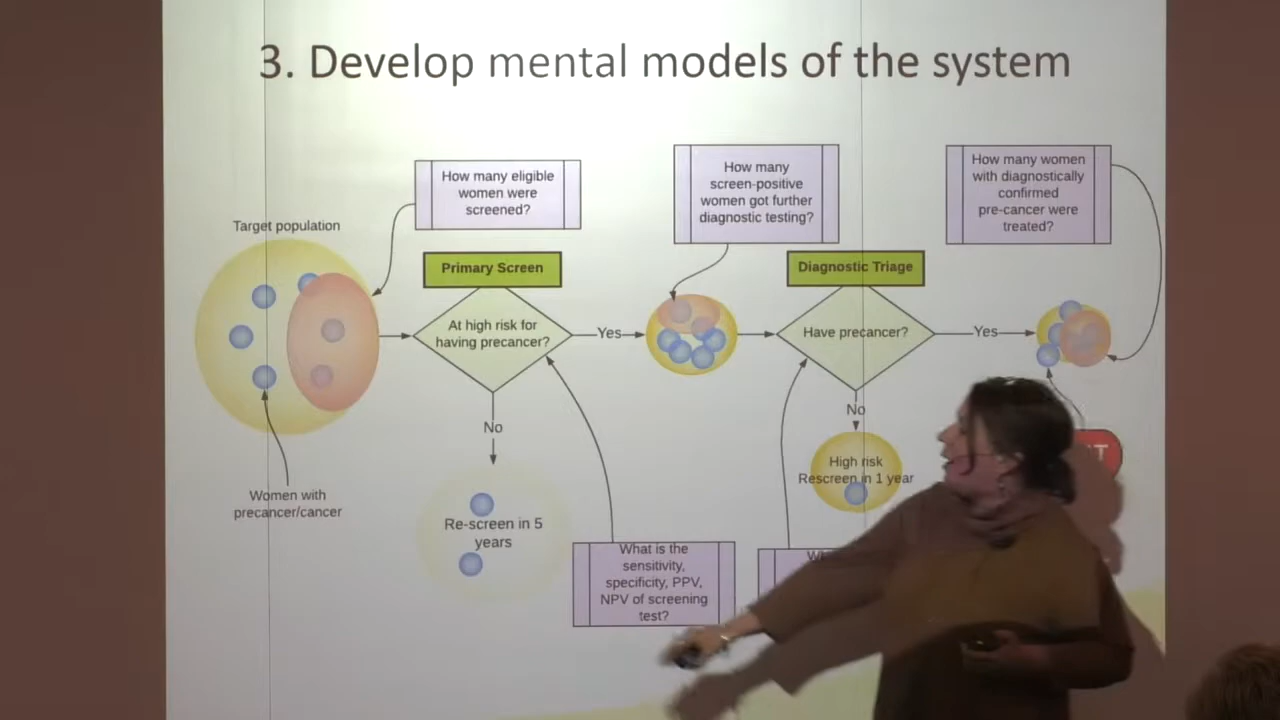 3. Develop mental models of the system
How many eligible
women were
screened?
How many
screen-positive
women got further
diagnostic testing?
How many women
with diagnostically
confirmed
pre-cancer were
treated?
Target population
Primary Screen
Diagnostic Triage
At high risk for
having precancer?
Yes
Have precancer?
Yes
No
No
High risk
Rescreen in 1 year
Women with
precancer/cancer
Re-screen in 5
years
What is the
sensitivity,
specificity, PPV,
NPV of screening
test?